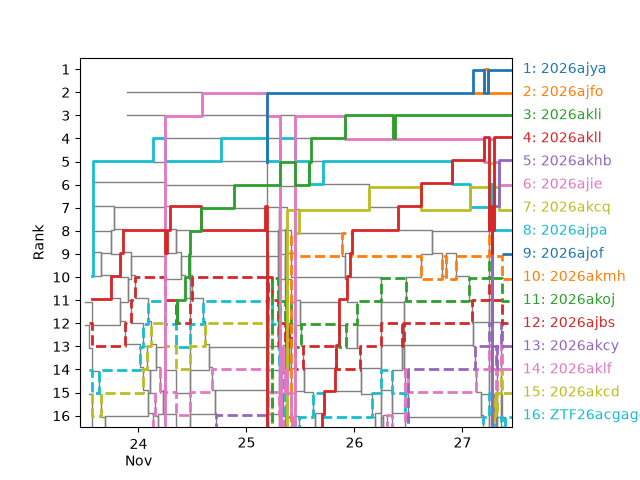 1
2
3
4
5
6
7
8
9
10
11
12
13
14
15
16
Rank
24
25
26
27
Nov
1: 2026ajya
2: 2026ajfo
3: 2026akli
4: 2026akll
5: 2026akhb
6: 2026ajie
7: 2026akcq
8: 2026ajpa
9: 2026ajof
10: 2026akmh
11: 2026akoj
12: 2026ajbs
13: 2026akcy
14: 2026aklf
15: 2026akcd
16: ZTF26acgag